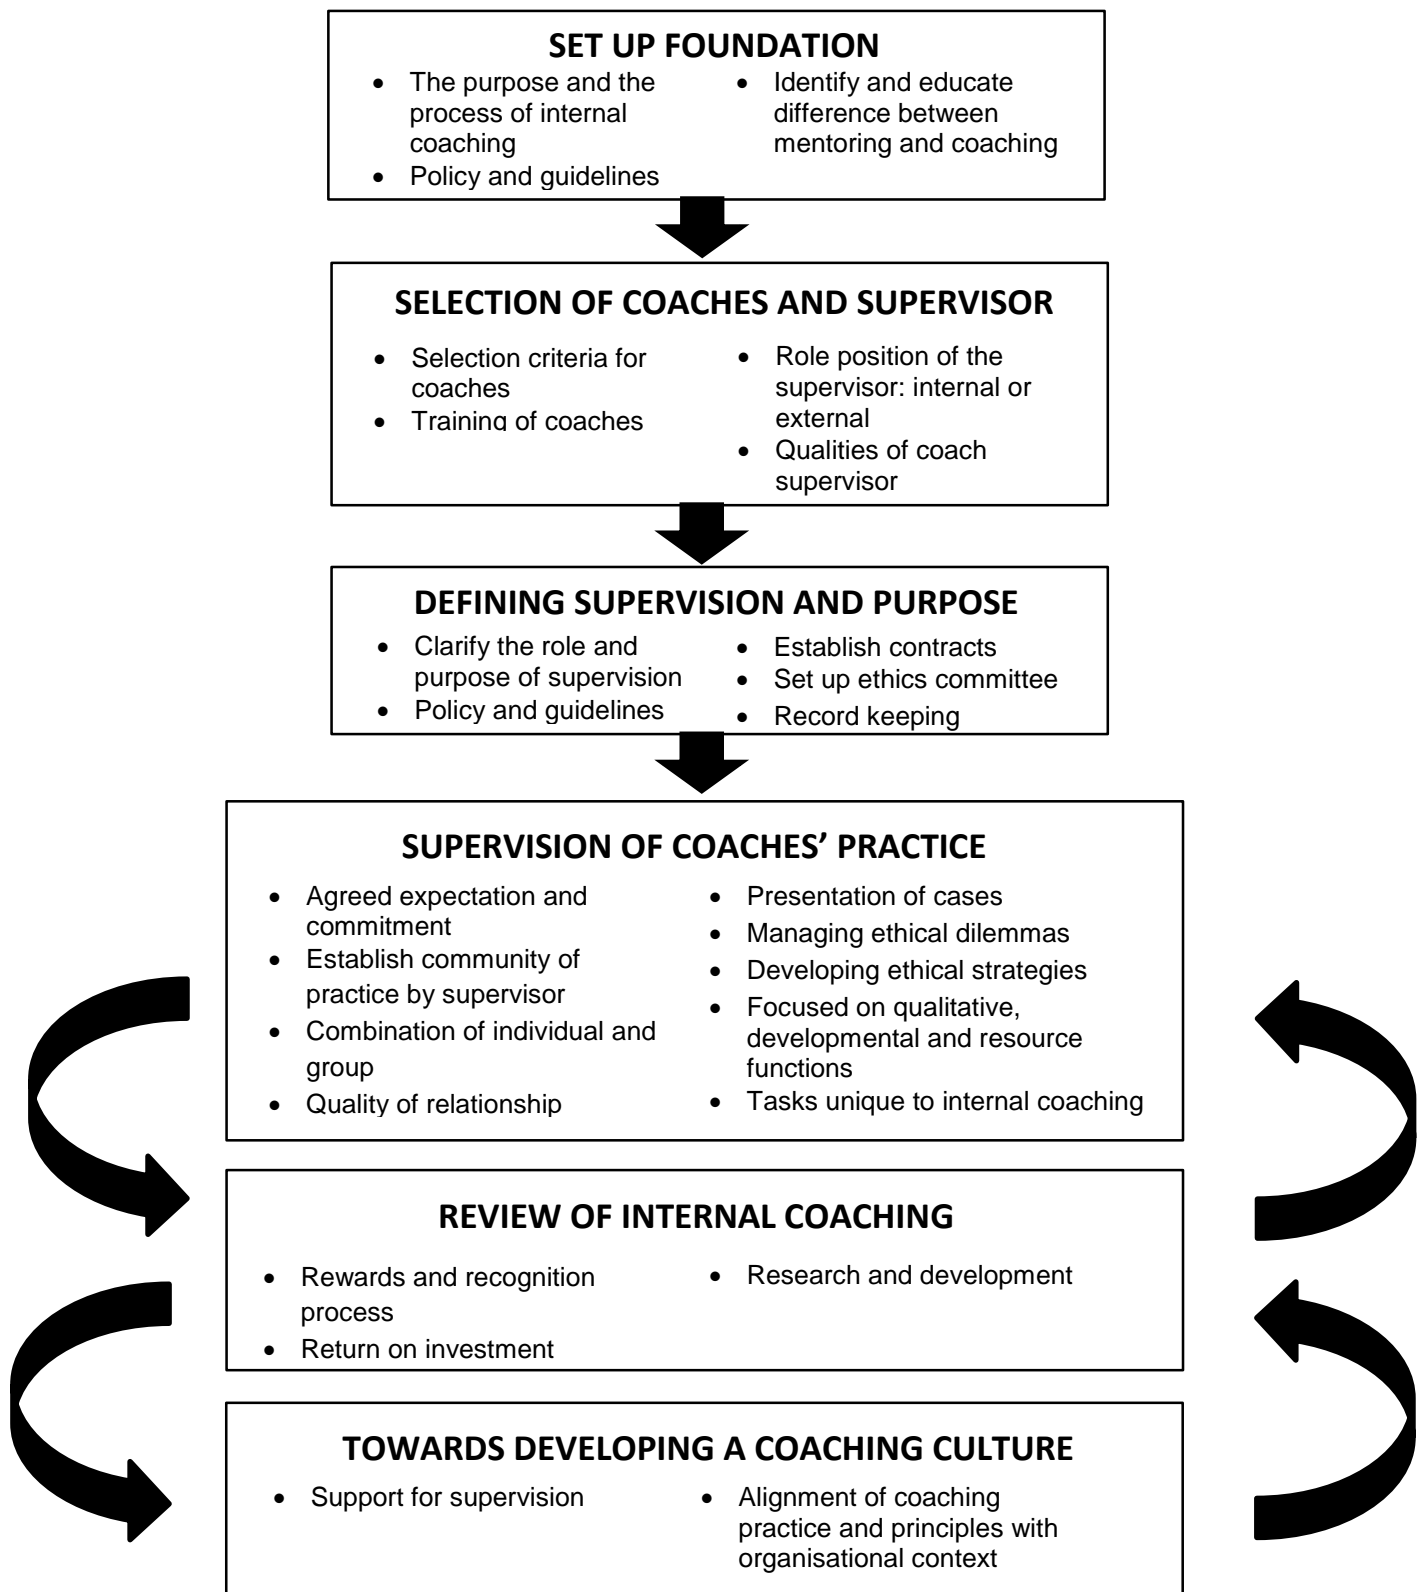 SET UP FOUNDATION
• The purpose and the
process of internal
coaching
• Policy and guidelines
• Identify and educate
difference between
mentoring and coaching
SELECTION OF COACHES AND SUPERVISOR
• Selection criteria for
coaches
• Training of coaches
• Role position of the
supervisor: internal or
external
• Qualities of coach
supervisor
DEFINING SUPERVISION AND PURPOSE
• Clarify the role and
purpose of supervision
• Policy and guidelines
• Establish contracts
• Set up ethics committee
• Record keeping
SUPERVISION OF COACHES’ PRACTICE
• Agreed expectation and
commitment
• Establish community of
practice by supervisor
• Combination of individual and
group
• Quality of relationship
• Presentation of cases
• Managing ethical dilemmas
• Developing ethical strategies
• Focused on qualitative,
developmental and resource
functions
• Tasks unique to internal coaching
REVIEW OF INTERNAL COACHING
• Rewards and recognition
process
• Return on investment
• Research and development
TOWARDS DEVELOPING A COACHING CULTURE
• Support for supervision
• Alignment of coaching
practice and principles with
organisational context